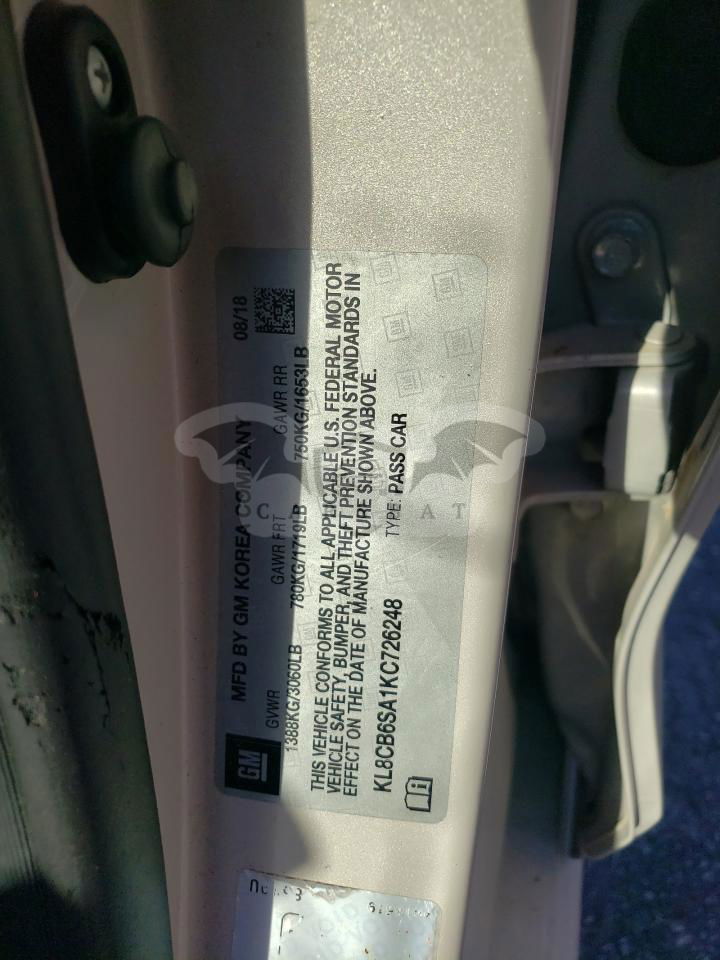 MFD BY GM KOREA COMPANY 08/18
GVWR GAWR FRT GAWR RR
1388KG/3060LB 780KG/1719LB 750KG/1653LB
THIS VEHICLE CONFORMS TO ALL APPLICABLE U.S. FEDERAL MOTOR
VEHICLE SAFETY, BUMPER, AND THEFT PREVENTION STANDARDS IN
EFFECT ON THE DATE OF MANUFACTURE SHOWN ABOVE.
KL8CB6SA1KC726248 TYPE: PASS CAR
GM